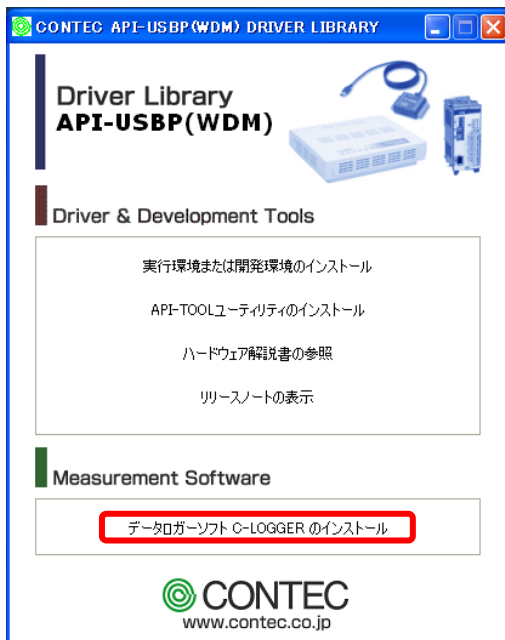 CONTEC API-USBP(WDM) DRIVER LIBRARY
Driver Library
API-USBP(WDM)
Driver & Development Tools
実行環境または開発環境のインストール
API-TOOLユーティリティのインストール
ハードウェア解説書の参照
リリースノートの表示
Measurement Software
データロガーソフト C-LOGGER のインストール
CONTEC
www.contec.co.jp